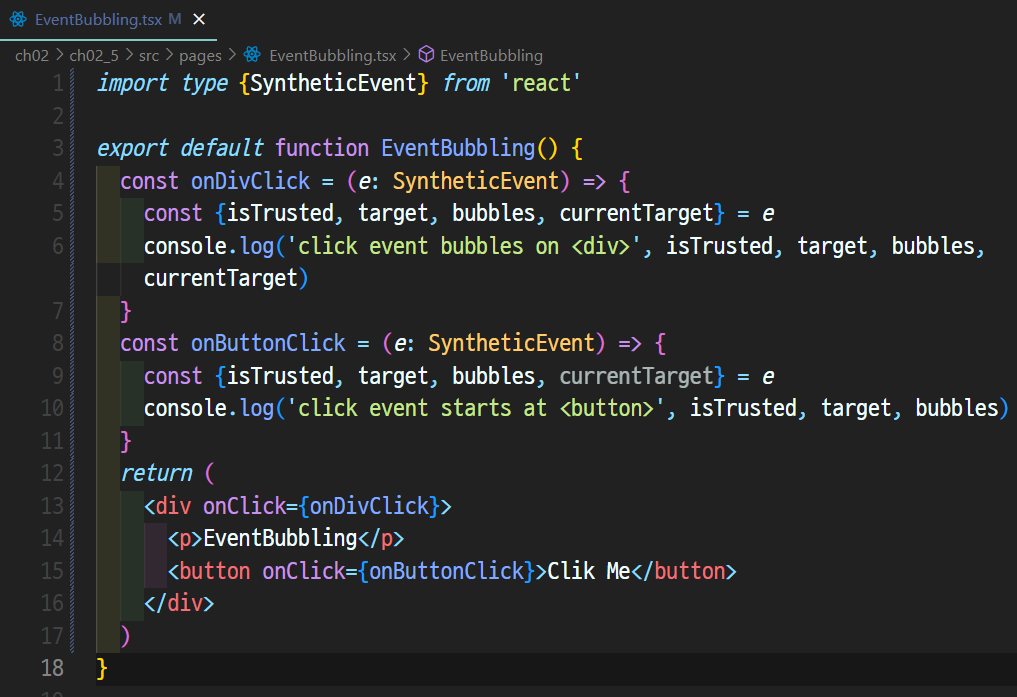 EventBubbling.tsx M
ch02 > ch02_5 > src > pages > EventBubbling.tsx > EventBubbling
1 import type {SyntheticEvent} from 'react'
2
3 export default function EventBubbling() {
4 const onDivClick = (e: SyntheticEvent) => {
5 const {isTrusted, target, bubbles, currentTarget} = e
6 console.log('click event bubbles on <div>', isTrusted, target, bubbles,
currentTarget)
7 }
8 const onButtonClick = (e: SyntheticEvent) => {
9 const {isTrusted, target, bubbles, currentTarget} = e
10 console.log('click event starts at <button>', isTrusted, target, bubbles)
11 }
12 return (
13 <div onClick={onDivClick}>
14 <p>EventBubbling</p>
15 <button onClick={onButtonClick}>Clik Me</button>
16 </div>
17 )
18 }